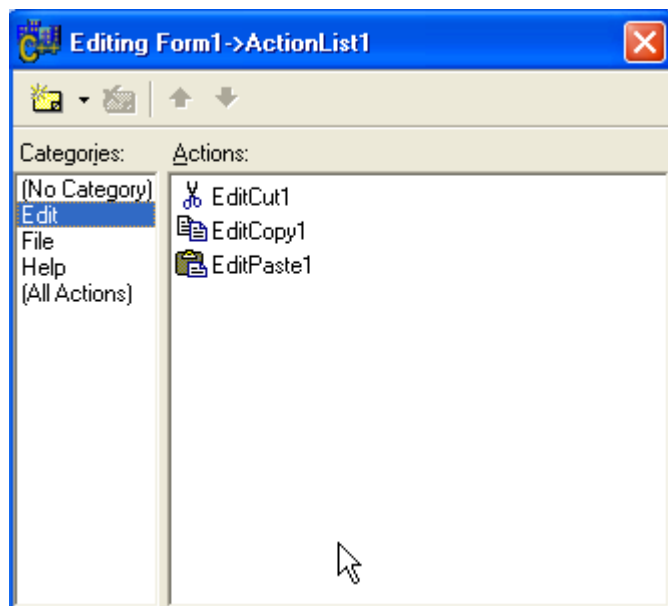 Editing Form1->ActionList1
Categories:
Actions:
(No Category)
Edit
File
Help
(All Actions)
EditCut1
EditCopy1
EditPaste1